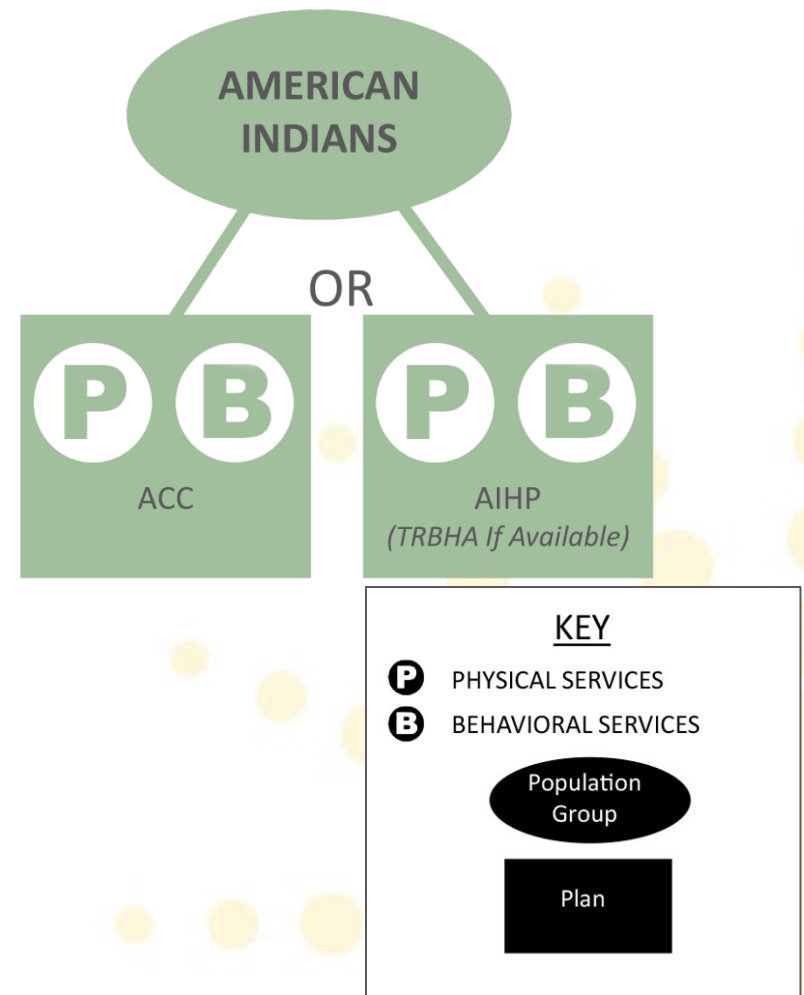 AMERICAN
INDIANS
OR
P B
ACC
P B
AIHP
(TRBHA If Available)
KEY
P PHYSICAL SERVICES
B BEHAVIORAL SERVICES
Population
Group
Plan